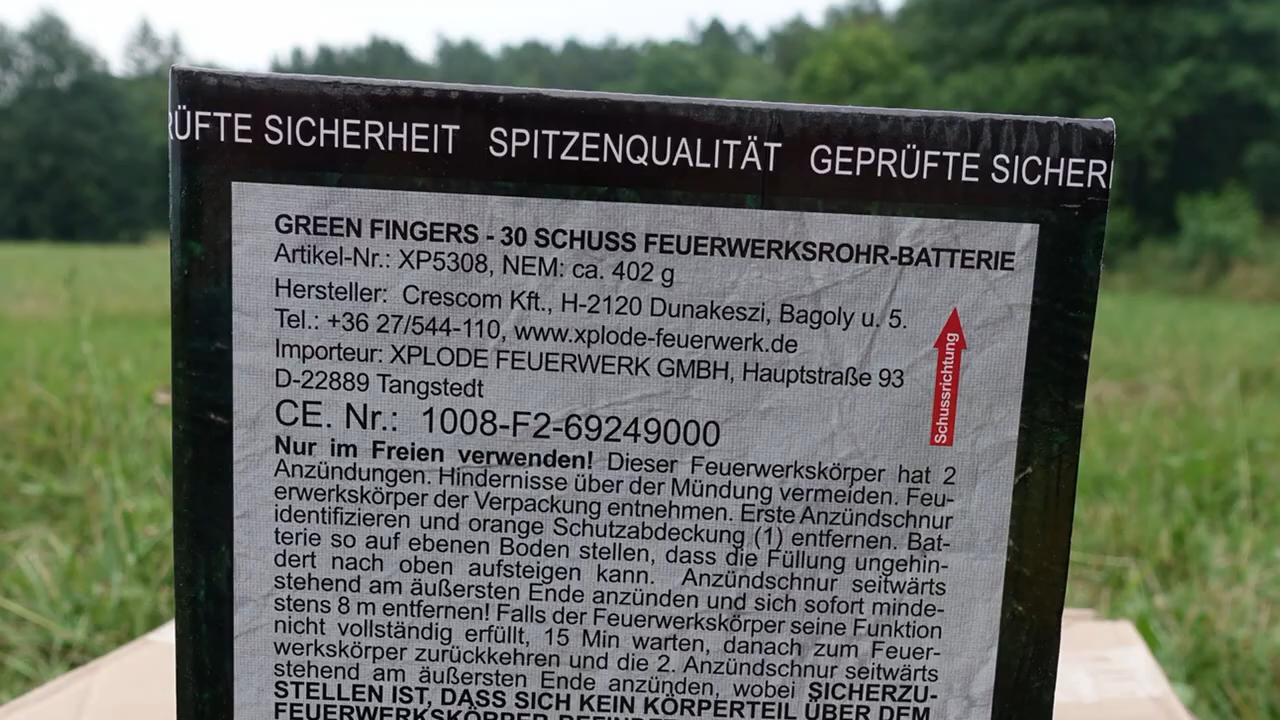 RÜFTE SICHERHEIT SPITZENQUALITÄT GEPRÜFTE SICHER
GREEN FINGERS - 30 SCHUSS FEUERWERKSROHR-BATTERIE
Artikel-Nr.: XP5308, NEM: ca. 402 g
Hersteller: Crescom Kft., H-2120 Dunakeszi, Bagoly u. 5.
Tel.: +36 27/544-110, www.xplode-feuerwerk.de
Importeur: XPLODE FEUERWERK GMBH, Hauptstraße 93
D-22889 Tangstedt
Schussrichtung
CE. Nr.: 1008-F2-69249000
Nur im Freien verwenden! Dieser Feuerwerkskörper hat 2
Anzündungen. Hindernisse über der Mündung vermeiden. Feu-
erwerkskörper der Verpackung entnehmen. Erste Anzündschnur
identifizieren und orange Schutzabdeckung (1) entfernen. Bat-
terie so auf ebenen Boden stellen, dass die Füllung ungehin-
dert nach oben aufsteigen kann. Anzündschnur seitwärts
stehend am äußersten Ende anzünden und sich sofort minde-
stens 8 m entfernen! Falls der Feuerwerkskörper seine Funktion
nicht vollständig erfüllt, 15 Min warten, danach zum Feuer-
werkskörper zurückkehren und die 2. Anzündschnur seitwärts
stehend am äußersten Ende anzünden, wobei SICHERZU-
STELLEN IST, DASS SICH KEIN KÖRPERTEIL ÜBER DEM
FEUERWERKSKÖRPER